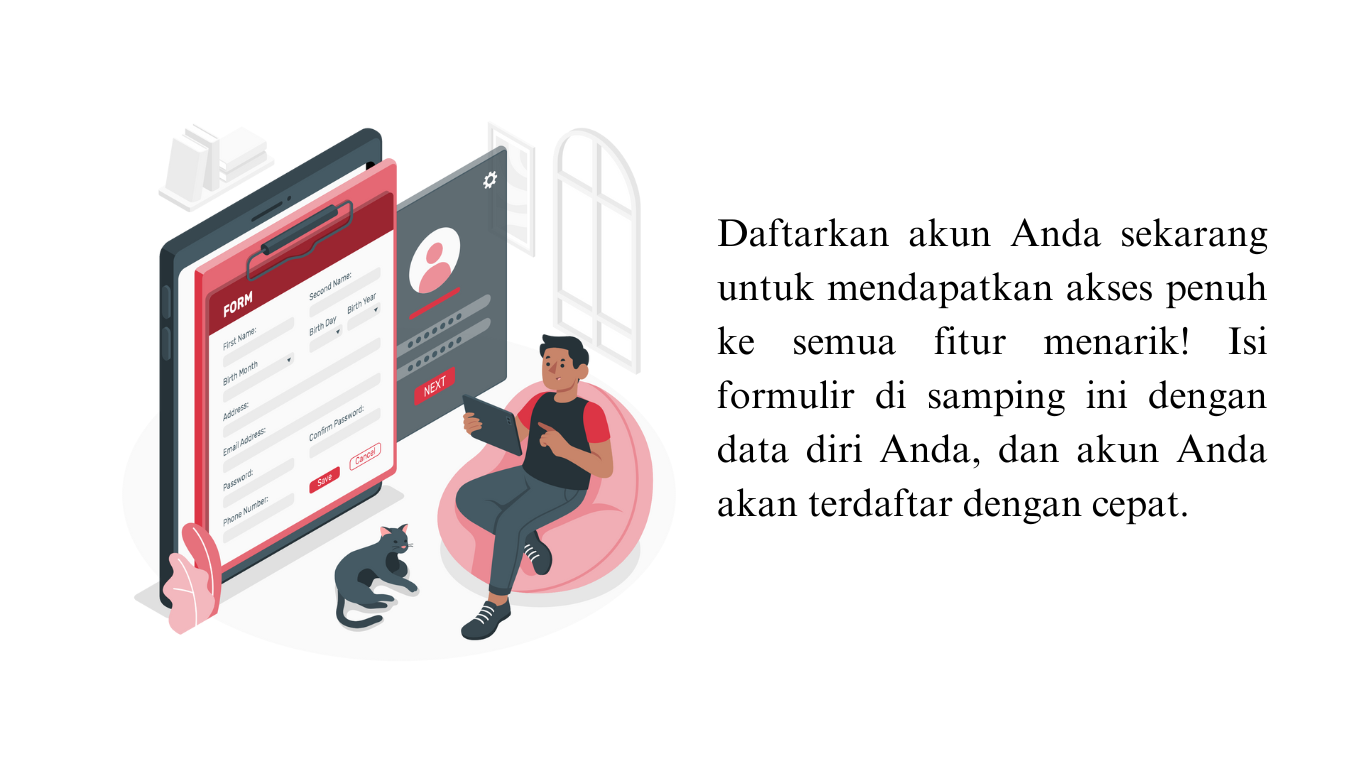 FORM
First Name:
Second Name:
Birth Month
Birth Day
Birth Year
Address:
Email Address:
Password:
Confirm Password:
Phone Number:
Save
Cancel
NEXT
Daftarkan akun Anda sekarang
untuk mendapatkan akses penuh
ke semua fitur menarik! Isi
formulir di samping ini dengan
data diri Anda, dan akun Anda
akan terdaftar dengan cepat.